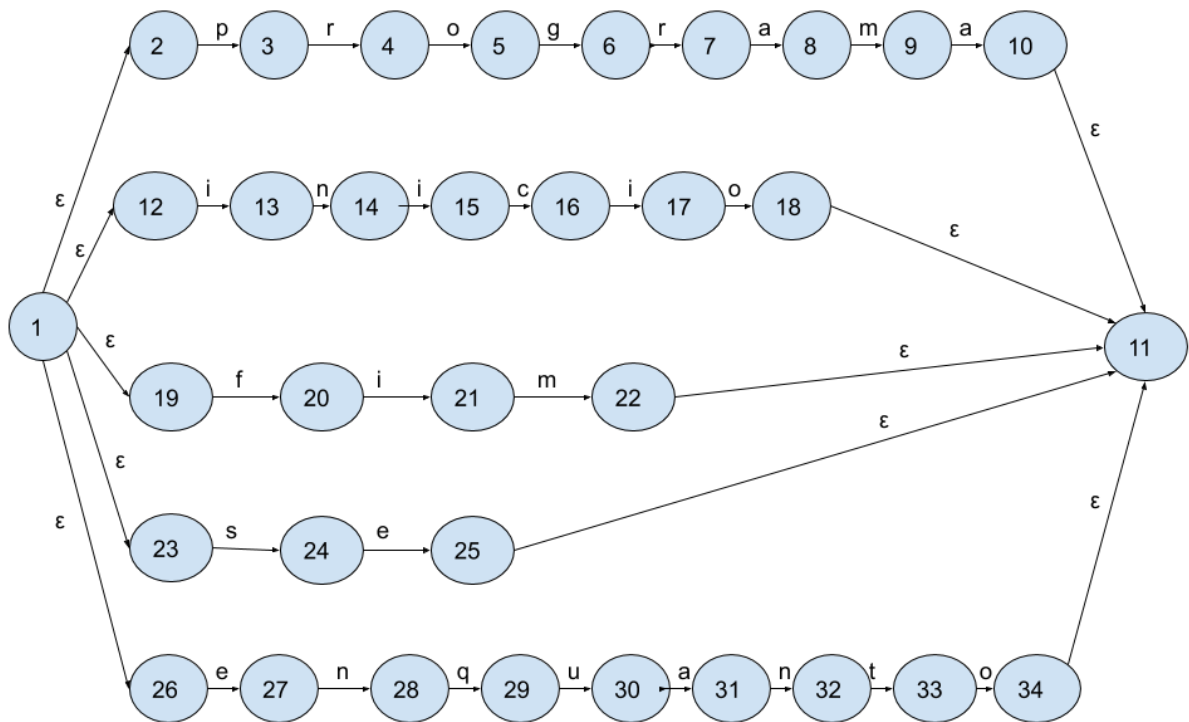 p r o g r a m a
2 3 4 5 6 7 8 9 10
ε
i n i c i o
ε 12 13 14 15 16 17 18
ε ε
1 11
ε ε
f i m
19 20 21 22
ε
ε s e
ε 23 24 25 ε
e n q u a n t o
26 27 28 29 30 31 32 33 34